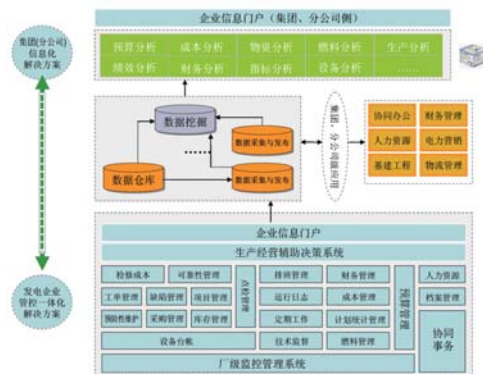 企业信息门户（集团、分公司侧）
集团(分公司)
信息化
解决方案
预算分析 成本分析 物资分析 燃料分析 生产分析
绩效分析 财务分析 指标分析 设备分析 ……
数据挖掘
数据采集与发布
……
数据仓库
数据采集与发布
集团、分公司级应用
协同办公 财务管理
人力资源 电力营销
基建工程 物流管理
发电企业
管控一体化
解决方案
企业信息门户
生产经营辅助决策系统
检修成本 可靠性管理
工单管理 缺陷管理 项目管理
预防性维护 采购管理 库存管理
设备台帐
点检管理
排班管理 财务管理
运行日志 成本管理
定期工作 计划统计管理
技术监督 燃料管理
预算管理
人力资源
档案管理
协同
事务
厂级监控管理系统